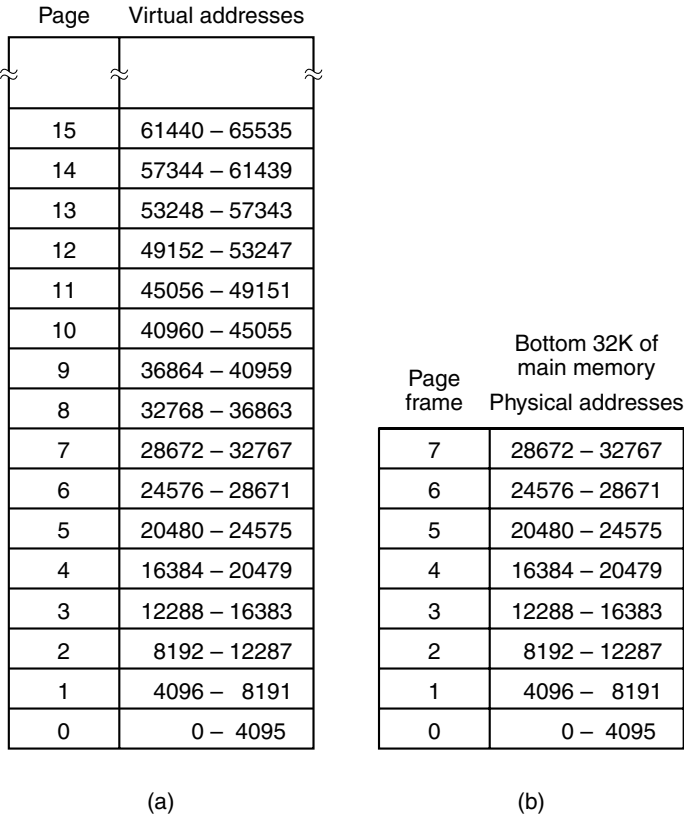 Page Virtual addresses
15 61440 – 65535
14 57344 – 61439
13 53248 – 57343
12 49152 – 53247
11 45056 – 49151
10 40960 – 45055
9 36864 – 40959
8 32768 – 36863
7 28672 – 32767
6 24576 – 28671
5 20480 – 24575
4 16384 – 20479
3 12288 – 16383
2 8192 – 12287
1 4096 – 8191
0 0 – 4095
(a)
Bottom 32K of
main memory
Page
frame Physical addresses
7 28672 – 32767
6 24576 – 28671
5 20480 – 24575
4 16384 – 20479
3 12288 – 16383
2 8192 – 12287
1 4096 – 8191
0 0 – 4095
(b)